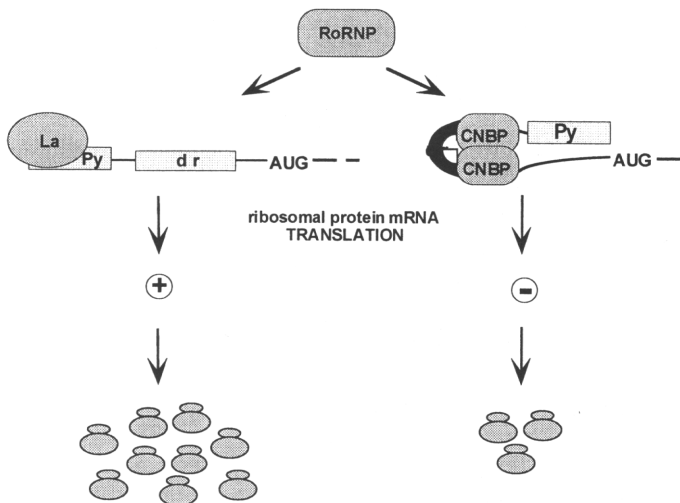 RoRNP
La
Py
d r
AUG
CNBP
Py
CNBP
AUG
ribosomal protein mRNA
TRANSLATION
+
-